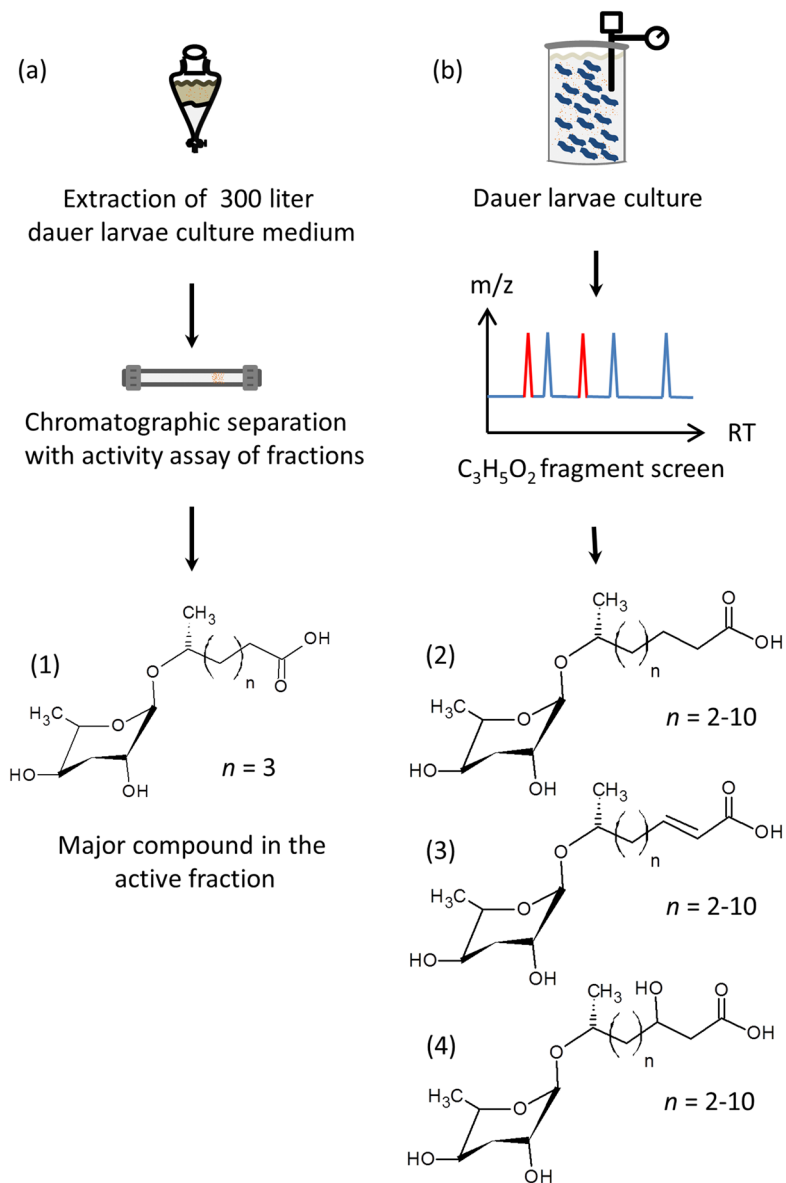 (a)
Extraction of 300 liter
dauer larvae culture medium
Chromatographic separation
with activity assay of fractions
(1)
CH₃
OH
O
n
O
H₃C
O
HO
OH
n = 3
Major compound in the
active fraction
(b)
Dauer larvae culture
m/z
RT
C₃H₅O₂ fragment screen
(2)
CH₃
O
OH
n
O
H₃C
O
HO
OH
n = 2-10
(3)
CH₃
O
OH
n
O
H₃C
O
HO
OH
n = 2-10
(4)
CH₃
HO
O
OH
n
O
H₃C
O
HO
OH
n = 2-10